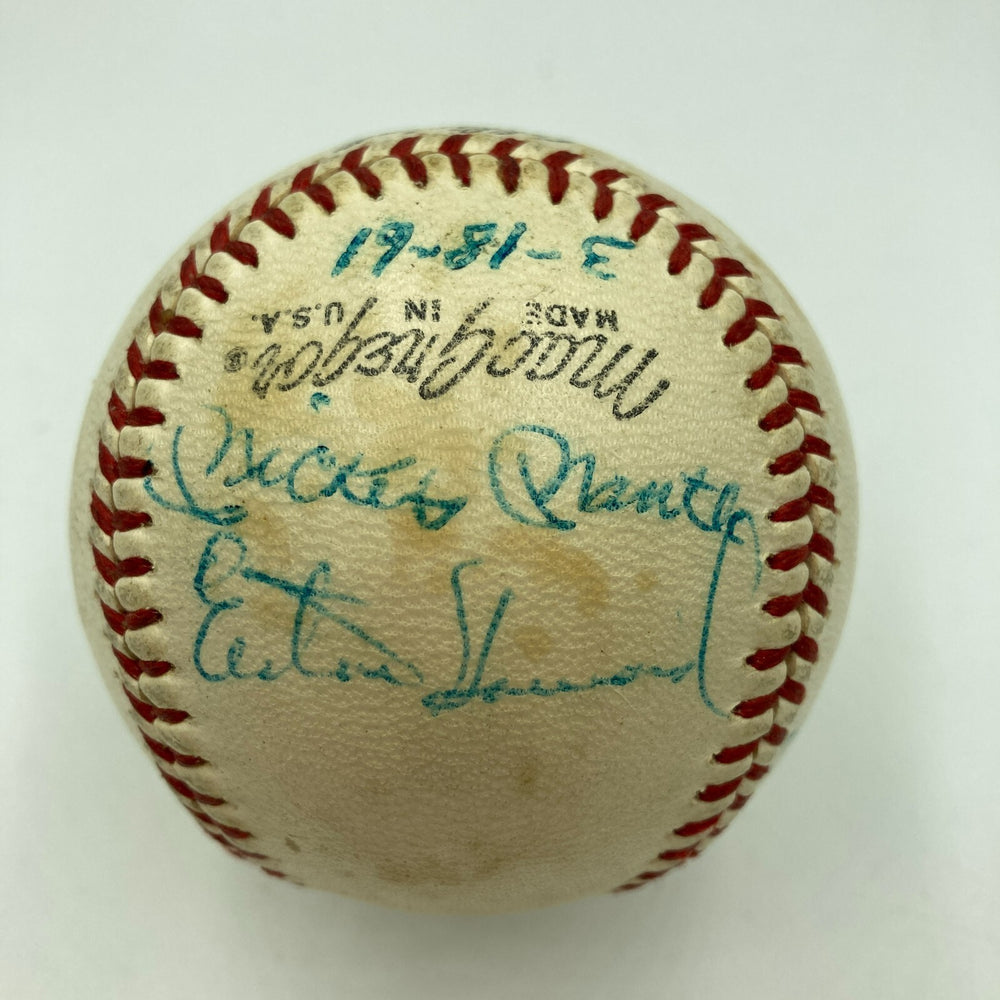 3-18-61
MacGregor®
MADE IN U.S.A.
Mickey Mantle
Elston Howard